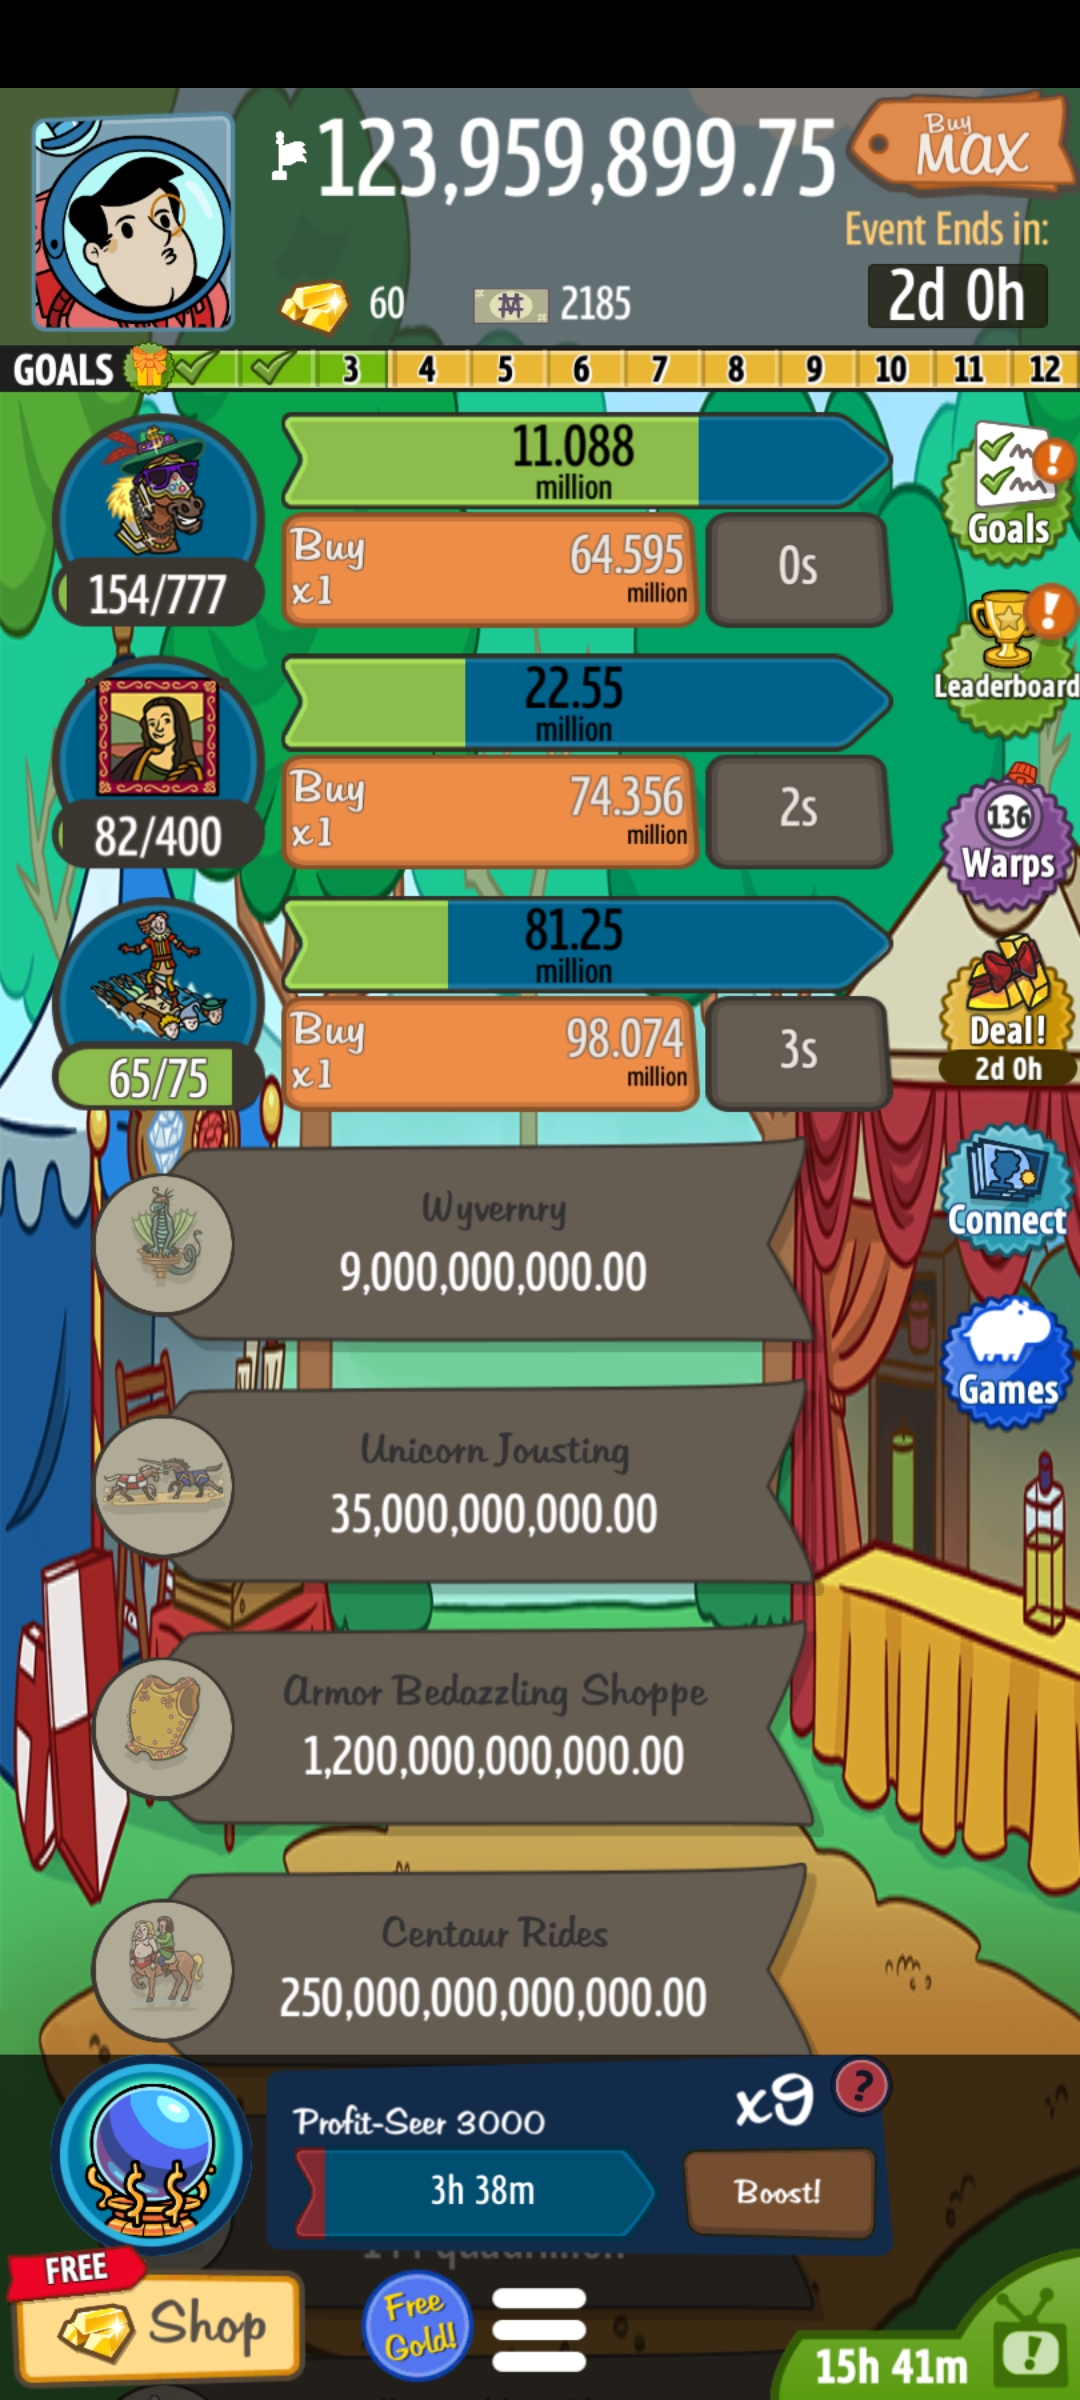 123,959,899.75
Buy
MAX
Event Ends in:
60
2185
2d 0h
GOALS
3 4 5 6 7 8 9 10 11 12
11.088
million
Buy
x1
64.595
million
0s
154/777
Goals
22.55
million
Buy
x1
74.356
million
2s
82/400
Leaderboard
81.25
million
Buy
x1
98.074
million
3s
65/75
136
Warps
Deal!
2d 0h
Wyvernry
9,000,000,000.00
Connect
Unicorn Jousting
35,000,000,000.00
Games
Armor Bedazzling Shoppe
1,200,000,000,000.00
Centaur Rides
250,000,000,000,000.00
Profit-Seer 3000
x9
?
3h 38m
Boost!
FREE
Shop
Free
Gold!
15h 41m